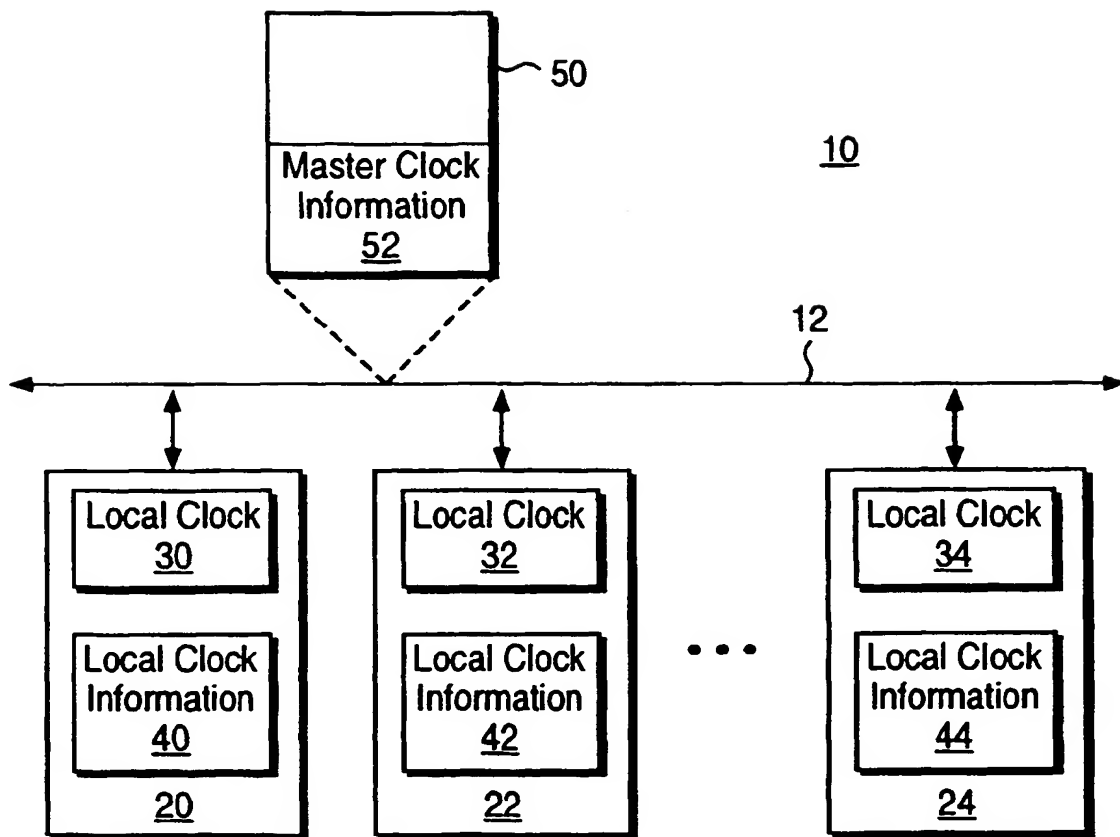 50
10
Master Clock
Information
52
12
Local Clock
30
Local Clock
32
Local Clock
34
Local Clock
Information
40
Local Clock
Information
42
...
Local Clock
Information
44
20
22
24